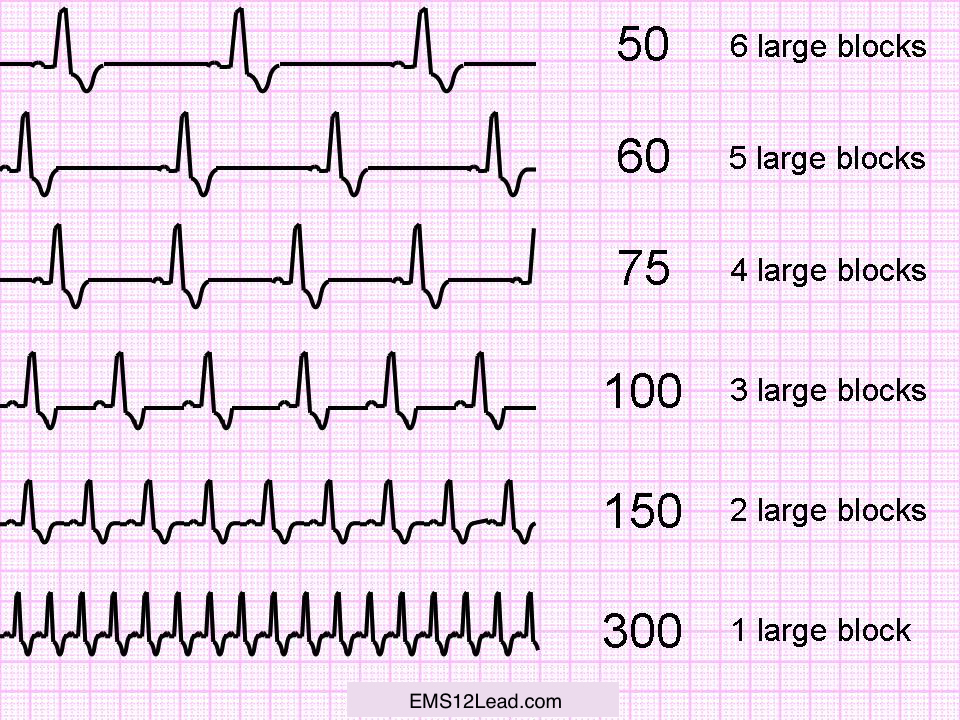 50 6 large blocks
60 5 large blocks
75 4 large blocks
100 3 large blocks
150 2 large blocks
300 1 large block
EMS12Lead.com